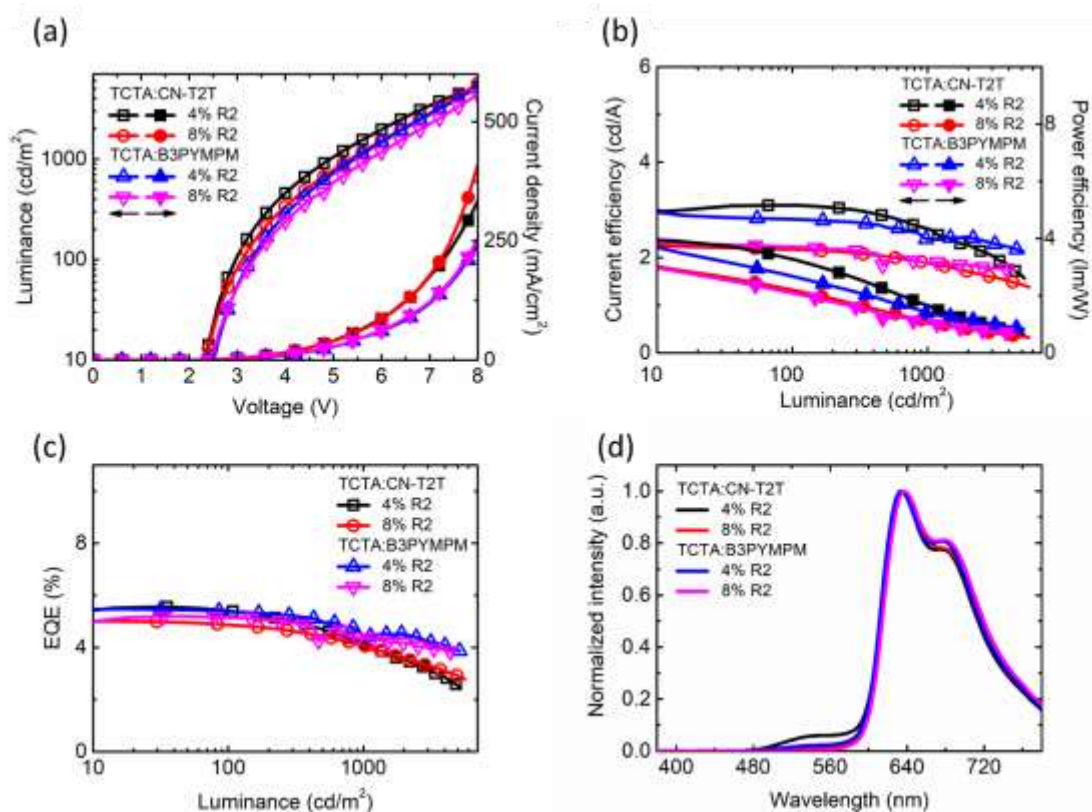 (a)
TCTA:CN-T2T
4% R2
8% R2
TCTA:B3PYMPM
4% R2
8% R2
1000
100
10
Luminance (cd/m²)
500
250
0
Current density (mA/cm²)
0 1 2 3 4 5 6 7 8
Voltage (V)
(b)
TCTA:CN-T2T
4% R2
8% R2
TCTA:B3PYMPM
4% R2
8% R2
6
3
2
1
0
Current efficiency (cd/A)
8
4
0
Power efficiency (lm/W)
10 100 1000
Luminance (cd/m²)
(c)
TCTA:CN-T2T
4% R2
8% R2
TCTA:B3PYMPM
4% R2
8% R2
8
4
0
EQE (%)
10 100 1000
Luminance (cd/m²)
(d)
TCTA:CN-T2T
4% R2
8% R2
TCTA:B3PYMPM
4% R2
8% R2
1.0
0.8
0.6
0.4
0.2
0.0
Normalized intensity (a.u.)
400 480 560 640 720
Wavelength (nm)